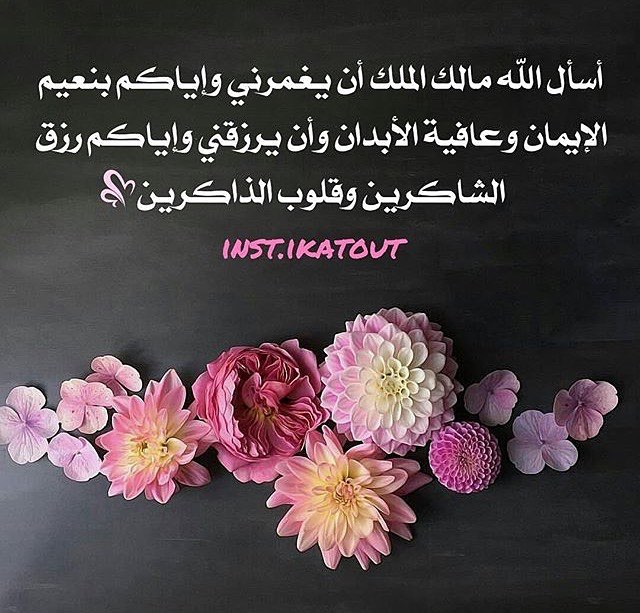 أسأل الله مالك الملك أن يغمرني وإياكم بنعيم
الإيمان وعافية الأبدان وأن يرزقني وإياكم رزق
الشاكرين وقلوب الذاكرين
INST.IKATOUT